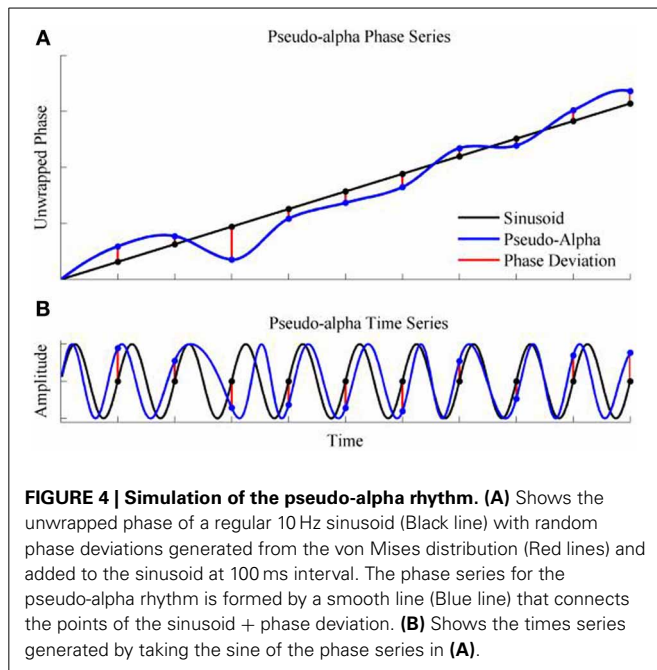 A
Pseudo-alpha Phase Series
Unwrapped Phase
Sinusoid
Pseudo-Alpha
Phase Deviation
B
Pseudo-alpha Time Series
Amplitude
Time
FIGURE 4 | Simulation of the pseudo-alpha rhythm. (A) Shows the
unwrapped phase of a regular 10 Hz sinusoid (Black line) with random
phase deviations generated from the von Mises distribution (Red lines) and
added to the sinusoid at 100 ms interval. The phase series for the
pseudo-alpha rhythm is formed by a smooth line (Blue line) that connects
the points of the sinusoid + phase deviation. (B) Shows the times series
generated by taking the sine of the phase series in (A).